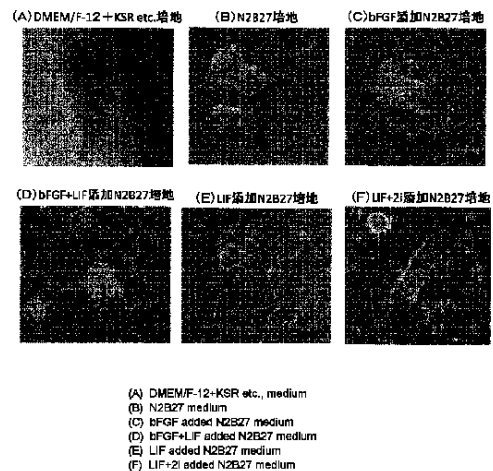 (A) DMEM/F-12+KSR etc.培地
(B) N2B27培地
(C) bFGF添加N2B27培地
(D) bFGF+LIF添加N2B27培地
(E) LIF添加N2B27培地
(F) LIF+2i添加N2B27培地
(A) DMEM/F-12+KSR etc., medium
(B) N2B27 medium
(C) bFGF added N2B27 medium
(D) bFGF+LIF added N2B27 medium
(E) LIF added N2B27 medium
(F) LIF+2i added N2B27 medium